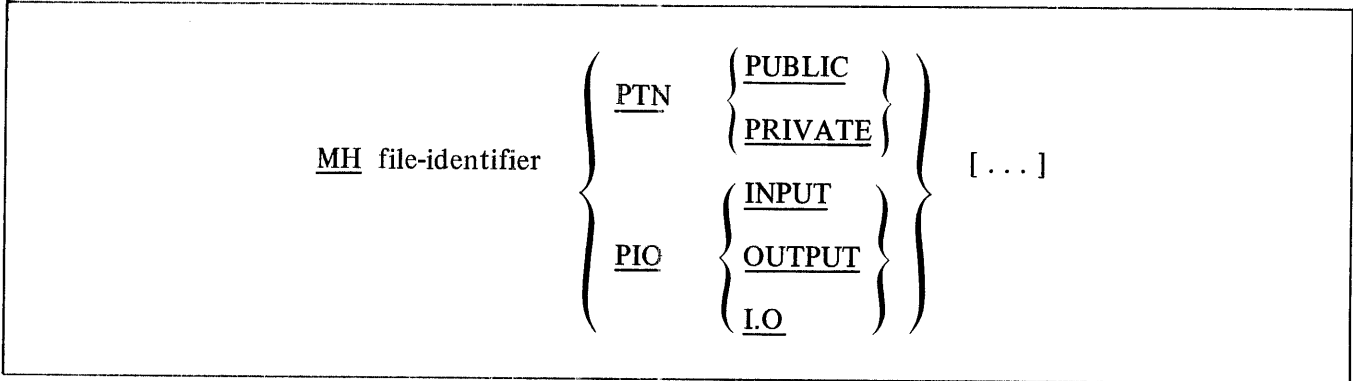 PUBLIC
PTN
PRIVATE
MH file-identifier [ . . . ]
INPUT
PIO OUTPUT
I.O